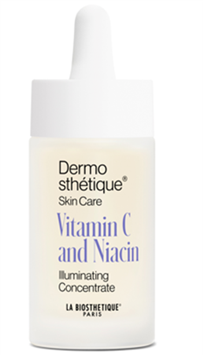 Dermo
sthétique®
Skin Care
Vitamin C
and Niacin
Illuminating
Concentrate
LA BIOSTHETIQUE
PARIS